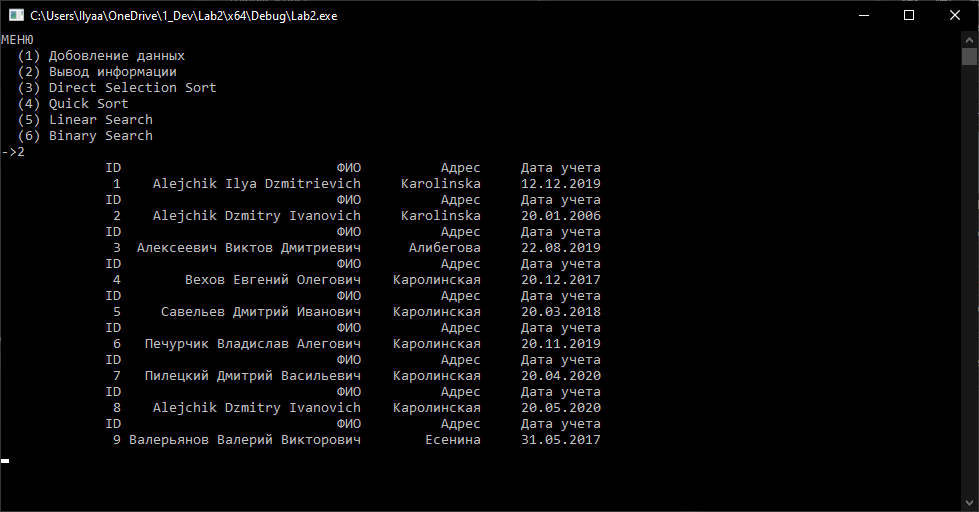 C:\Users\Ilyaa\OneDrive\1_Dev\Lab2\x64\Debug\Lab2.exe
МЕНЮ
(1) Добовление данных
(2) Вывод информации
(3) Direct Selection Sort
(4) Quick Sort
(5) Linear Search
(6) Binary Search
->2
ID ФИО Адрес Дата учета
1 Alejchik Ilya Dzmitrievich Karolinska 12.12.2019
ID ФИО Адрес Дата учета
2 Alejchik Dzmitry Ivanovich Karolinska 20.01.2006
ID ФИО Адрес Дата учета
3 Алексеевич Виктов Дмитриевич Алибегова 22.08.2019
ID ФИО Адрес Дата учета
4 Вехов Евгений Олегович Каролинская 20.12.2017
ID ФИО Адрес Дата учета
5 Савельев Дмитрий Иванович Каролинская 20.03.2018
ID ФИО Адрес Дата учета
6 Печурчик Владислав Алегович Каролинская 20.11.2019
ID ФИО Адрес Дата учета
7 Пилецкий Дмитрий Васильевич Каролинская 20.04.2020
ID ФИО Адрес Дата учета
8 Alejchik Dzmitry Ivanovich Каролинская 20.05.2020
ID ФИО Адрес Дата учета
9 Валерьянов Валерий Викторович Есенина 31.05.2017